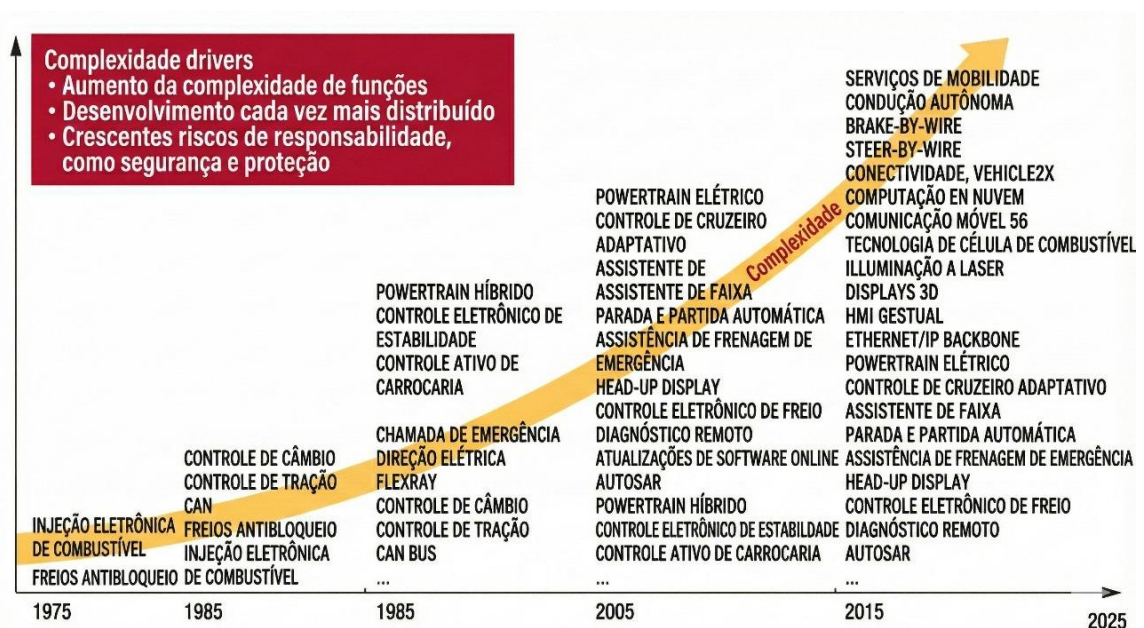 Complexidade drivers
• Aumento da complexidade de funções
• Desenvolvimento cada vez mais distribuído
• Crescentes riscos de responsabilidade,
como segurança e proteção
Complexidade
INJEÇÃO ELETRÔNICA
DE COMBUSTÍVEL
FREIOS ANTIBLOQUEIO
1975
CONTROLE DE CÂMBIO
CONTROLE DE TRAÇÃO
CAN
FREIOS ANTIBLOQUEIO
INJEÇÃO ELETRÔNICA
DE COMBUSTÍVEL
1985
POWERTRAIN HÍBRIDO
CONTROLE ELETRÔNICO DE
ESTABILIDADE
CONTROLE ATIVO DE
CARROCARIA
CHAMADA DE EMERGÊNCIA
DIREÇÃO ELÉTRICA
FLEXRAY
CONTROLE DE CÂMBIO
CONTROLE DE TRAÇÃO
CAN BUS
...
1985
POWERTRAIN ELÉTRICO
CONTROLE DE CRUZEIRO
ADAPTATIVO
ASSISTENTE DE
ASSISTENTE DE FAIXA
PARADA E PARTIDA AUTOMÁTICA
ASSISTÊNCIA DE FRENAGEM DE
EMERGÊNCIA
HEAD-UP DISPLAY
CONTROLE ELETRÔNICO DE FREIO
DIAGNÓSTICO REMOTO
ATUALIZAÇÕES DE SOFTWARE ONLINE
AUTOSAR
POWERTRAIN HÍBRIDO
CONTROLE ELETRÔNICO DE ESTABILDADE
CONTROLE ATIVO DE CARROCARIA
...
2005
SERVIÇOS DE MOBILIDADE
CONDUÇÃO AUTÔNOMA
BRAKE-BY-WIRE
STEER-BY-WIRE
CONECTIVIDADE, VEHICLE2X
COMPUTAÇÃO EN NUVEM
COMUNICAÇÃO MÓVEL 56
TECNOLOGIA DE CÉLULA DE COMBUSTÍVEL
ILLUMINAÇÃO A LASER
DISPLAYS 3D
HMI GESTUAL
ETHERNET/IP BACKBONE
POWERTRAIN ELÉTRICO
CONTROLE DE CRUZEIRO ADAPTATIVO
ASSISTENTE DE FAIXA
PARADA E PARTIDA AUTOMÁTICA
ASSISTÊNCIA DE FRENAGEM DE EMERGÊNCIA
HEAD-UP DISPLAY
CONTROLE ELETRÔNICO DE FREIO
DIAGNÓSTICO REMOTO
AUTOSAR
...
2015
2025